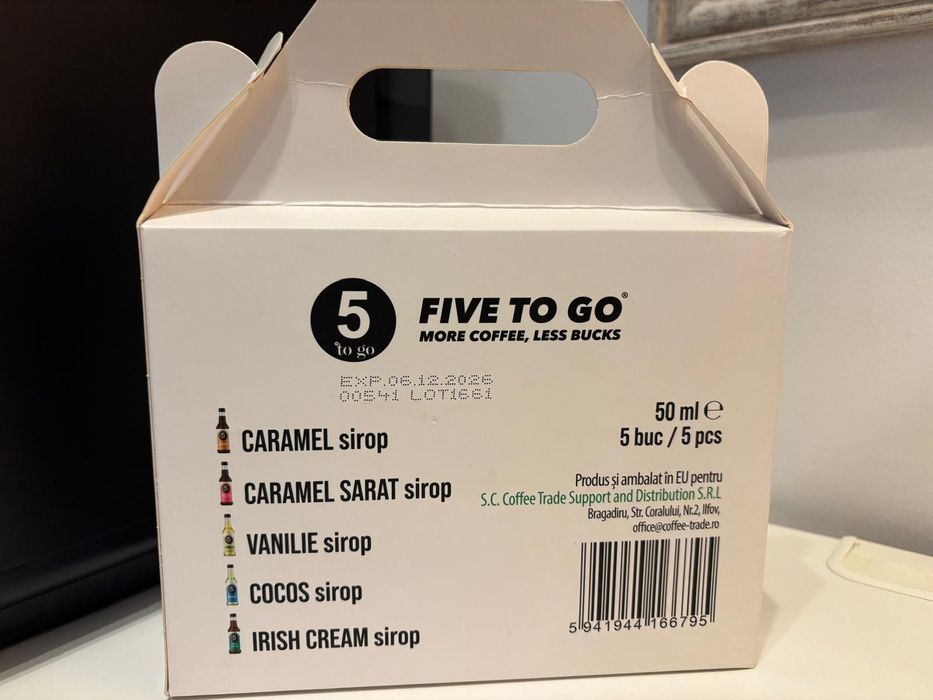 5
to go
FIVE TO GO®
MORE COFFEE, LESS BUCKS
EXP.06.12.2026
00541 LOT1661
CARAMEL sirop
CARAMEL SARAT sirop
VANILIE sirop
COCOS sirop
IRISH CREAM sirop
50 ml ℮
5 buc / 5 pcs
Produs și ambalat în EU pentru
S.C. Coffee Trade Support and Distribution S.R.L
Bragadiru, Str. Coralului, Nr.2, Ilfov,
office@coffee-trade.ro
5 941944 166795